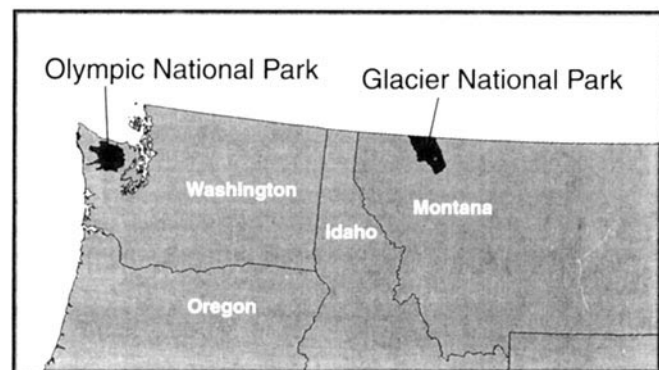 Olympic National Park
Glacier National Park
Washington
Montana
Idaho
Oregon